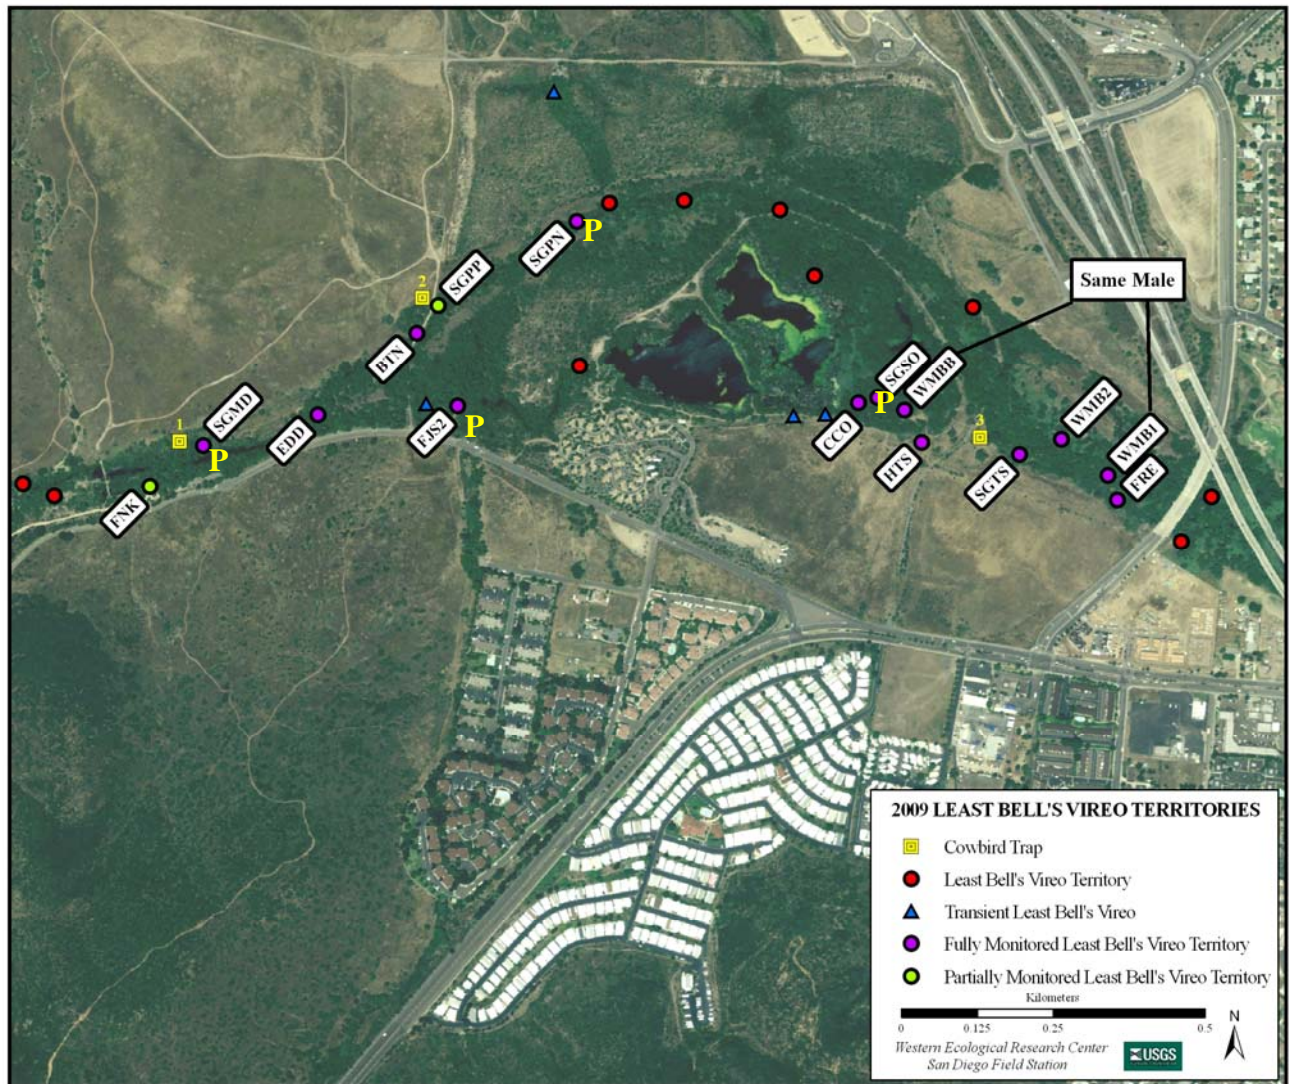 SGPN
P
2
SGPP
BTN
Same Male
1
SGMD
P
EDD
FJS2
P
FNK
CCO
SGSO
P
WMBB
HTS
3
SGTS
WMB2
WMB1
FRE
2009 LEAST BELL'S VIREO TERRITORIES
Cowbird Trap
Least Bell's Vireo Territory
Transient Least Bell's Vireo
Fully Monitored Least Bell's Vireo Territory
Partially Monitored Least Bell's Vireo Territory
Kilometers
0 0.125 0.25 0.5
N
Western Ecological Research Center
San Diego Field Station
USGS